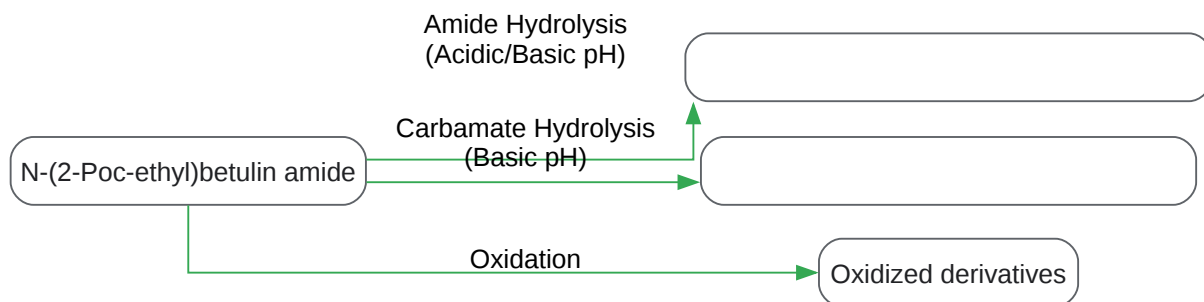 Amide Hydrolysis
(Acidic/Basic pH)
Carbamate Hydrolysis
(Basic pH)
N-(2-Poc-ethyl)betulin amide
Oxidation
Oxidized derivatives